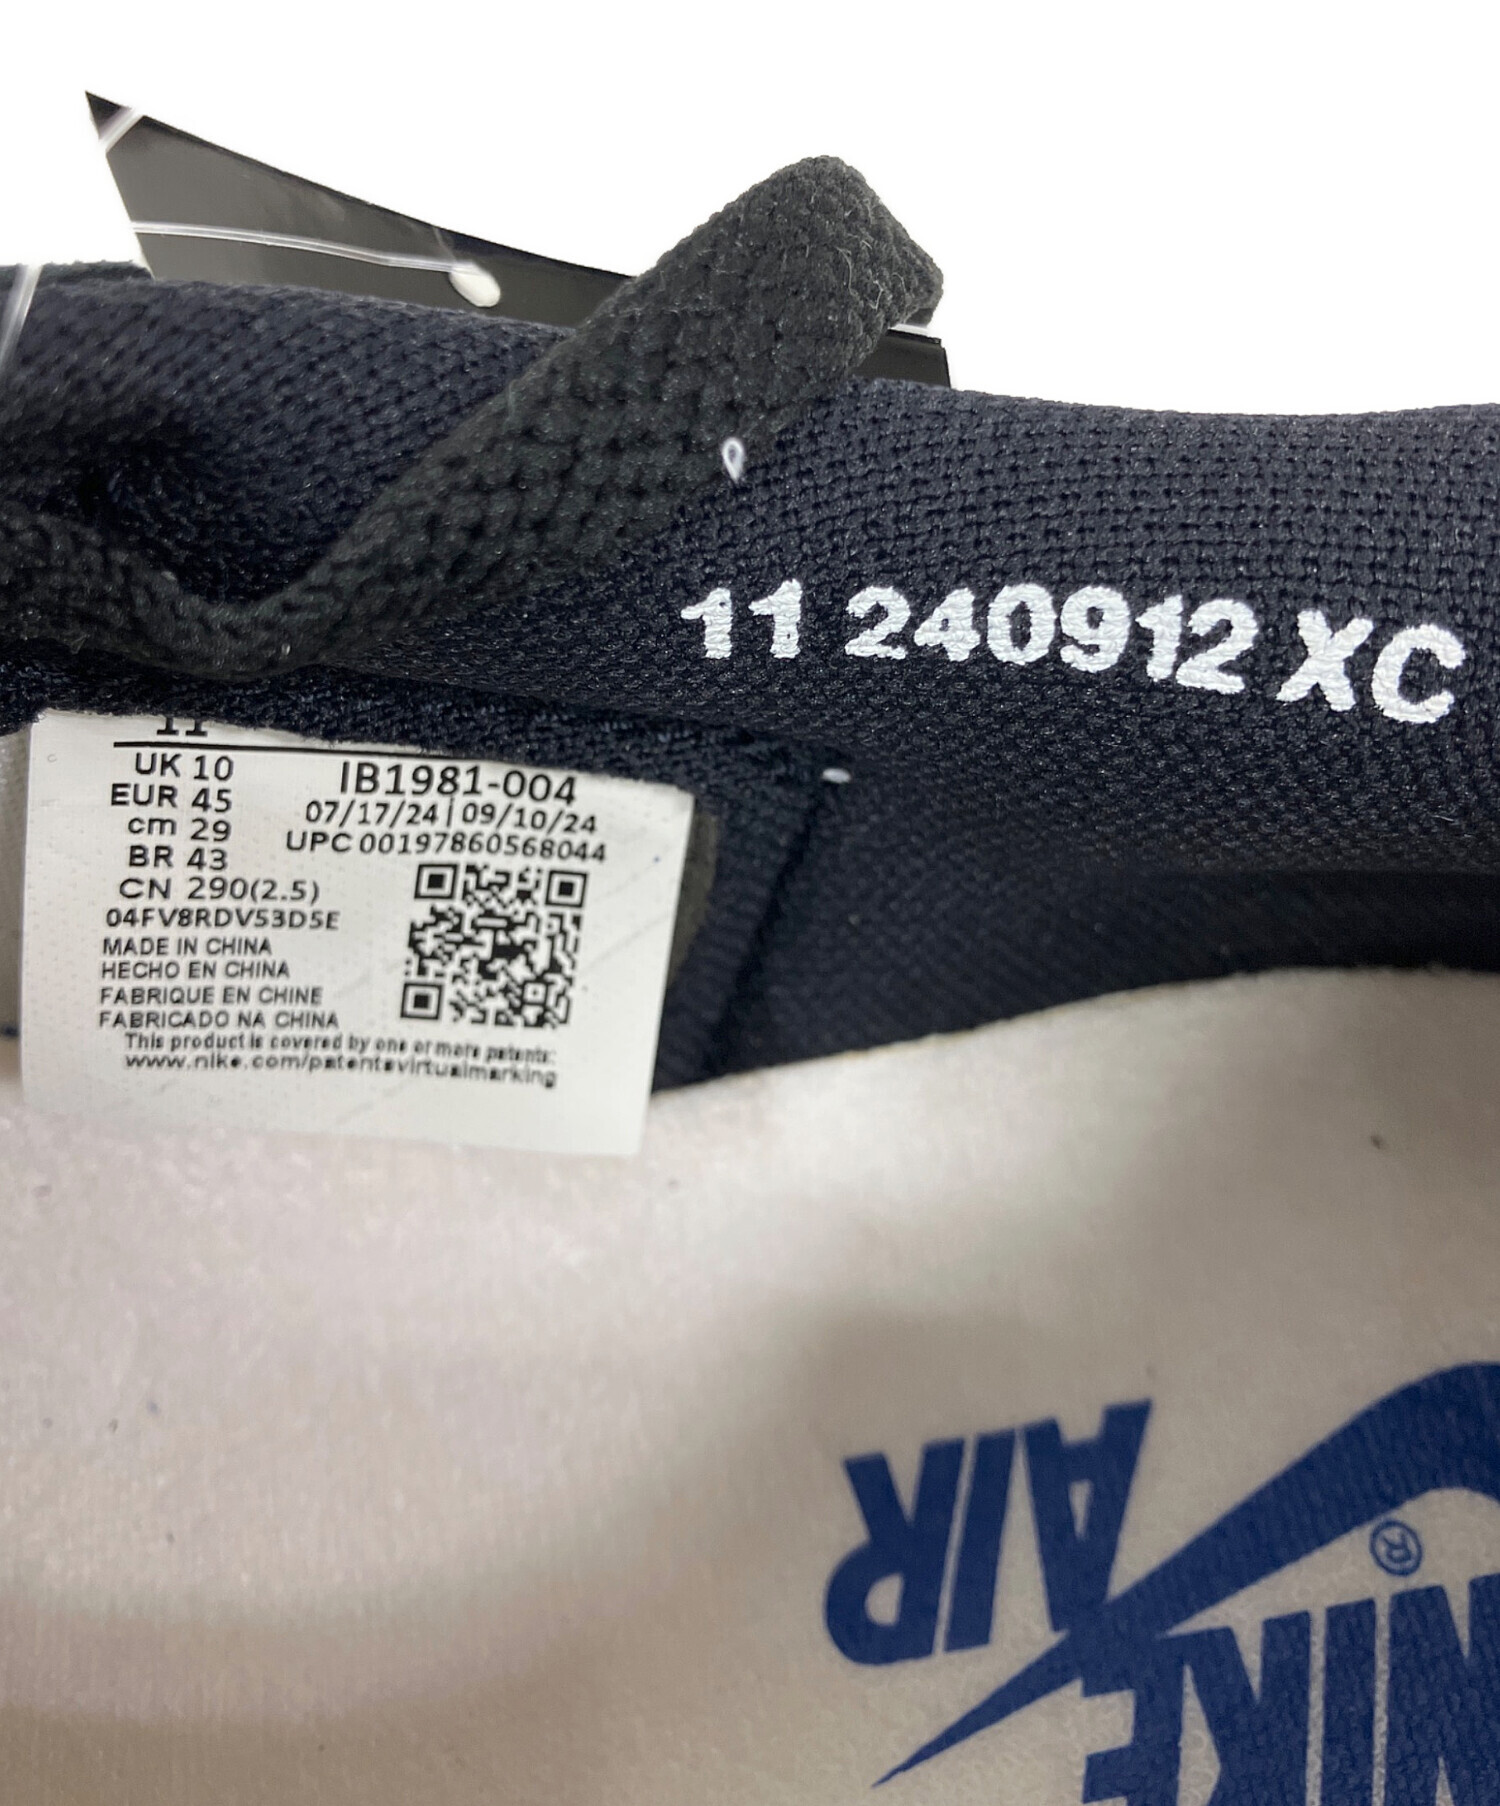 11 240912 XC
11
UK 10
EUR 45
cm 29
BR 43
CN 290(2.5)
04FV8RDV53D5E
IB1981-004
07/17/24|09/10/24
UPC 00197860568044
MADE IN CHINA
HECHO EN CHINA
FABRIQUE EN CHINE
FABRICADO NA CHINA
This product is covered by one or more patents:
www.nike.com/patentsvirtualmarking
NIKE
®
AIR